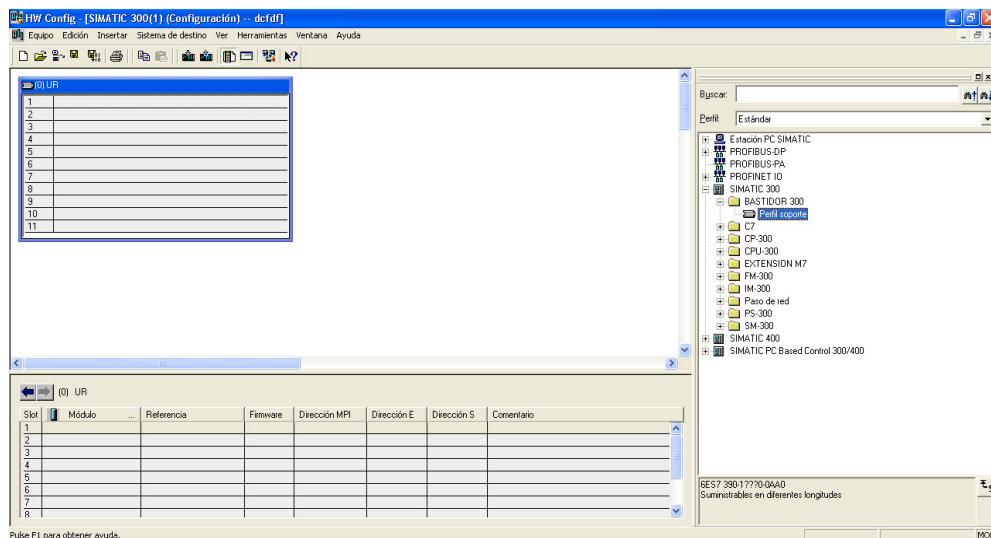 HW Config - [SIMATIC 300(1) (Configuración) -- dcfdf]
Equipo Edición Insertar Sistema de destino Ver Herramientas Ventana Ayuda
(0) UR
1
2
3
4
5
6
7
8
9
10
11
Buscar:
Perfil: Estándar
Estación PC SIMATIC
PROFIBUS-DP
PROFIBUS-PA
PROFINET IO
SIMATIC 300
BASTIDOR 300
Perfil soporte
C7
CP-300
CPU-300
EXTENSION M7
FM-300
IM-300
Paso de red
PS-300
SM-300
SIMATIC 400
SIMATIC PC Based Control 300/400
(0) UR
Slot Módulo ... Referencia Firmware Dirección MPI Dirección E Dirección S Comentario
1
2
3
4
5
6
7
8
6ES7 390-1???0-0AA0
Suministrables en diferentes longitudes
Pulse F1 para obtener ayuda.